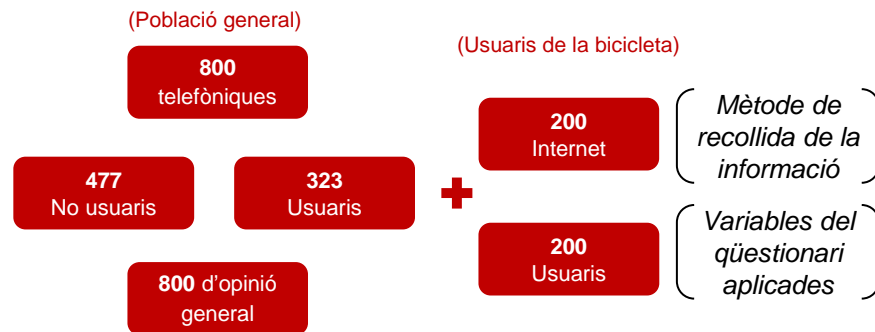 (Població general)
800
telefòniques
477
No usuaris
323
Usuaris
800 d'opinió
general
(Usuaris de la bicicleta)
200
Internet
200
Usuaris
Mètode de
recollida de la
informació
Variables del
qüestionari
aplicades